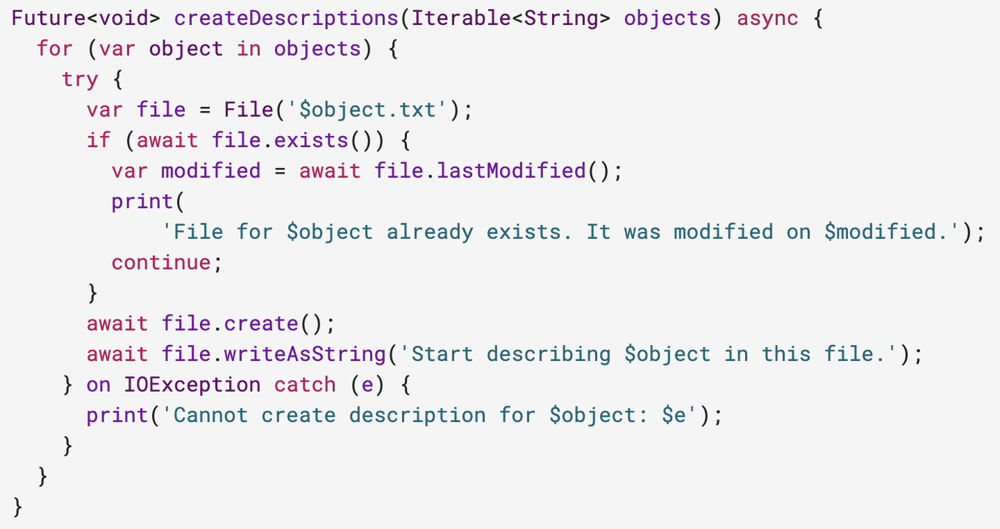 Future<void> createDescriptions(Iterable<String> objects) async {
  for (var object in objects) {
    try {
      var file = File('$object.txt');
      if (await file.exists()) {
        var modified = await file.lastModified();
        print(
            'File for $object already exists. It was modified on $modified.');
        continue;
      }
      await file.create();
      await file.writeAsString('Start describing $object in this file.');
    } on IOException catch (e) {
      print('Cannot create description for $object: $e');
    }
  }
}